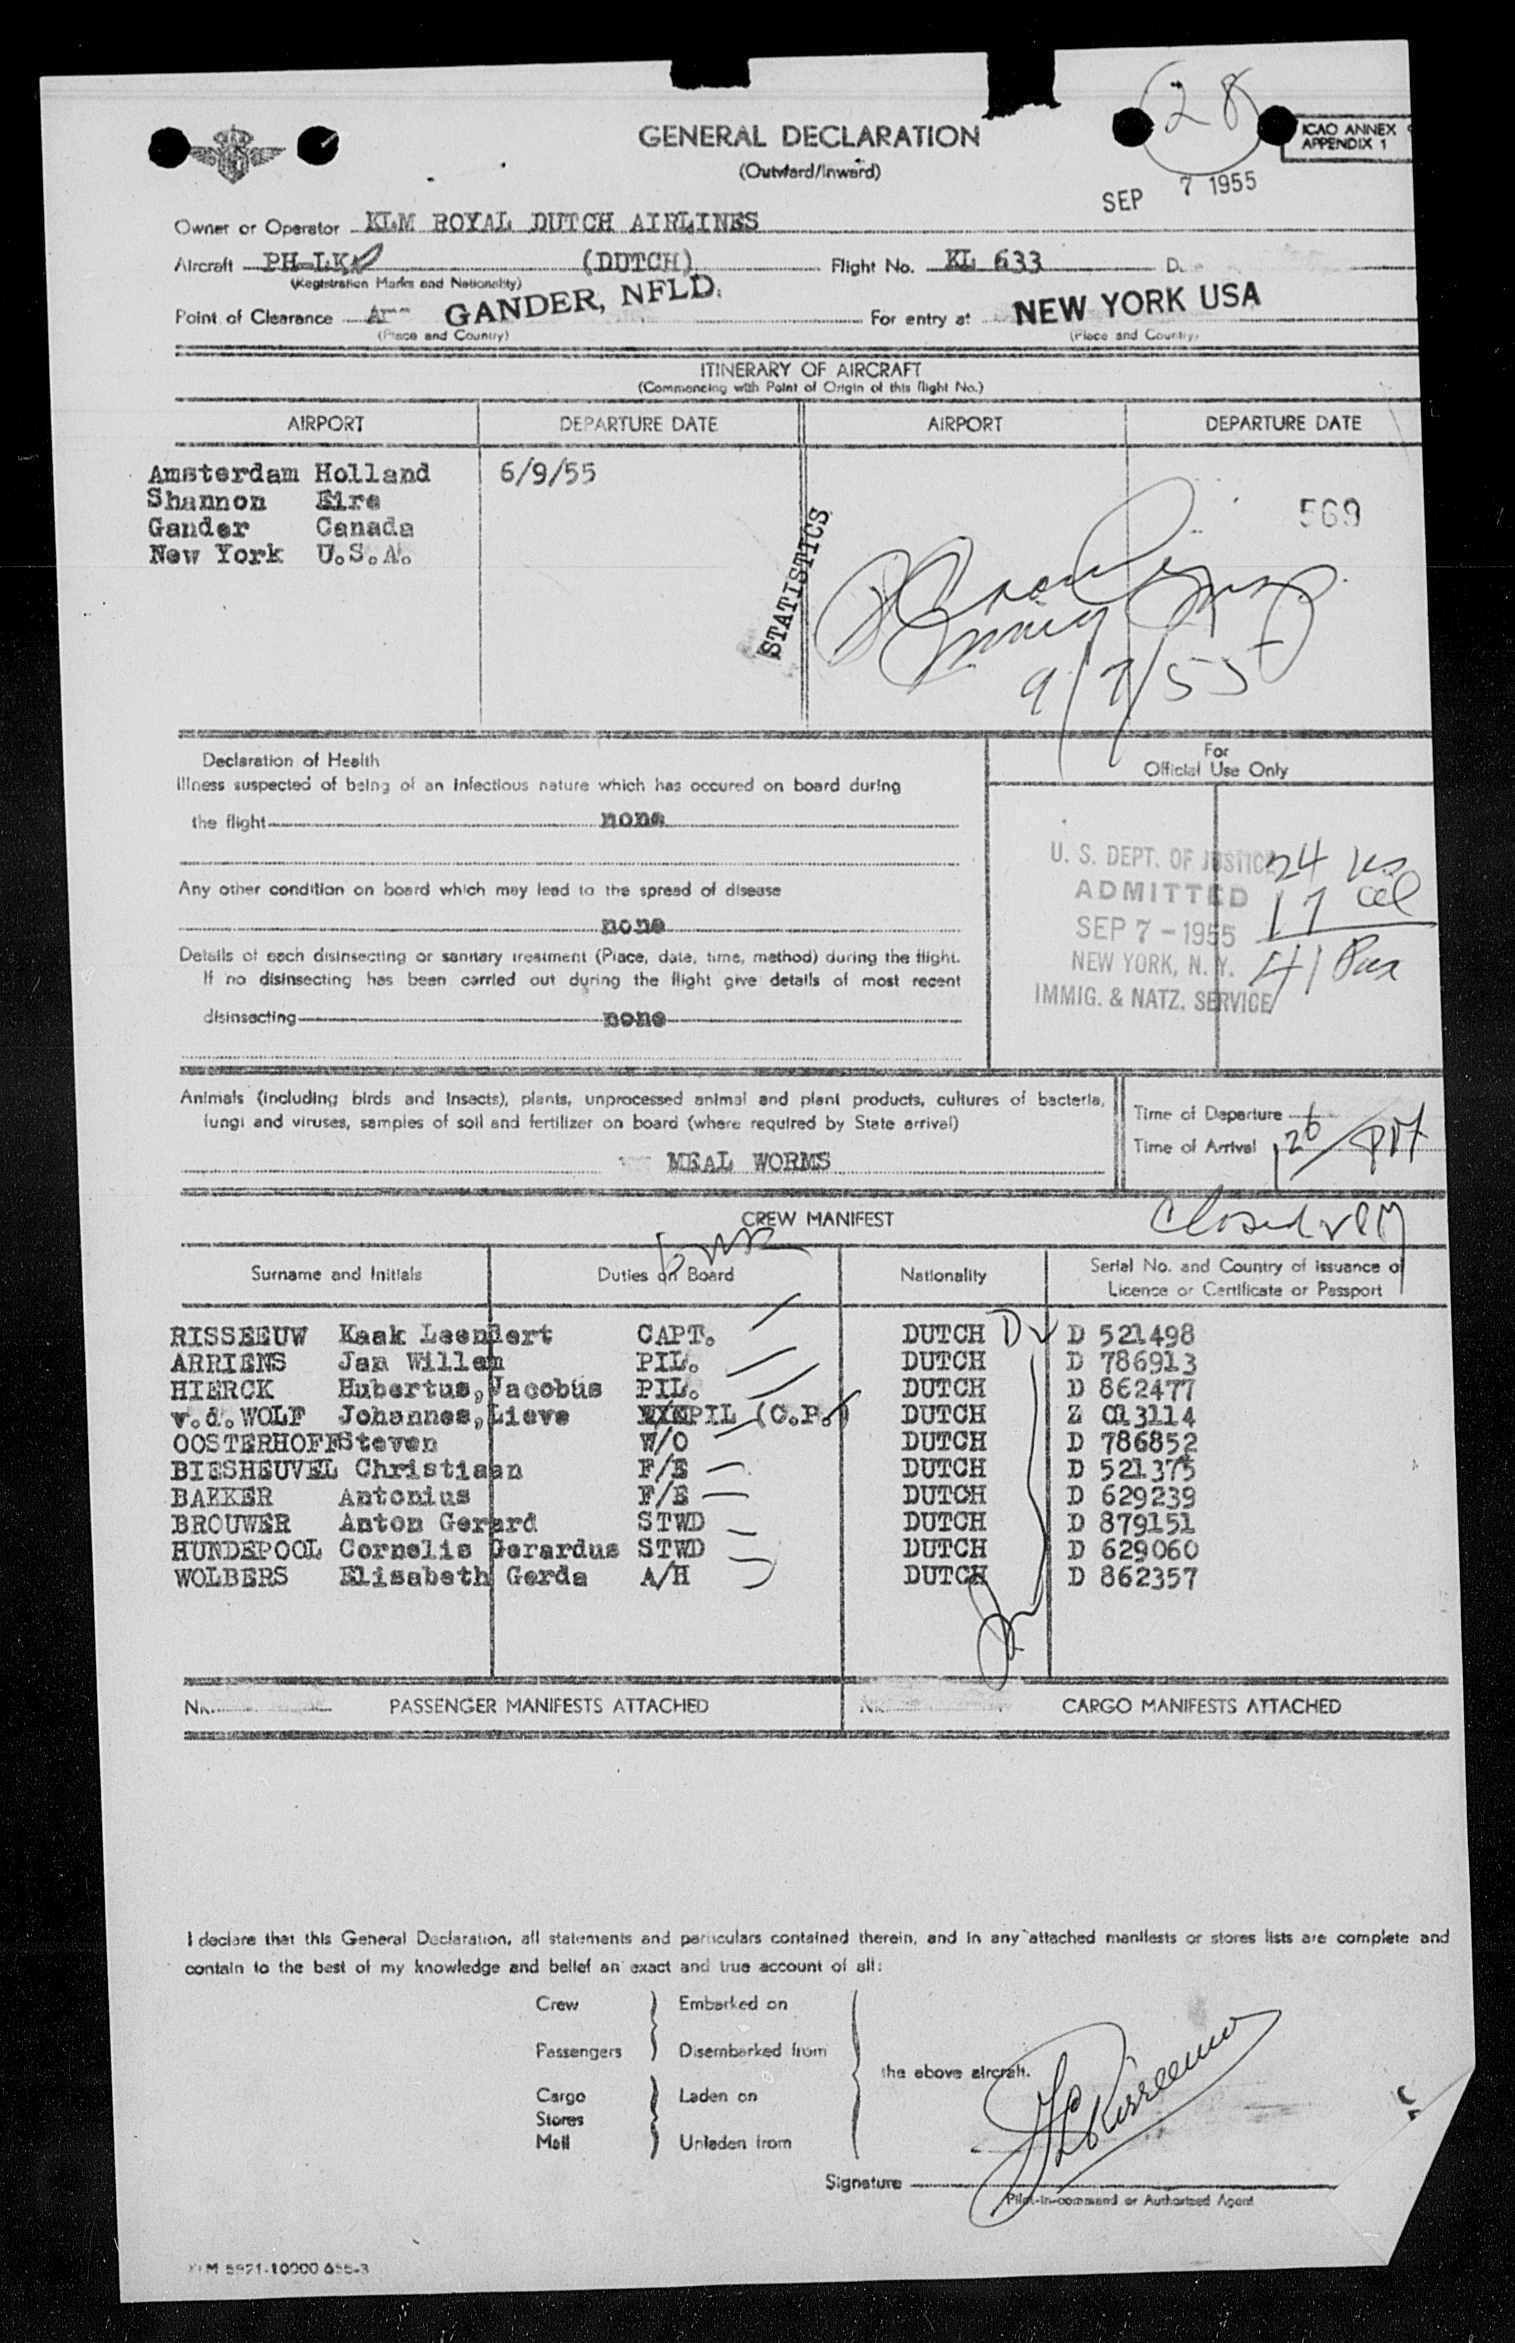 28
GENERAL DECLARATION
(Outward/Inward)
ICAO ANNEX 9
APPENDIX 1
SEP 7 1955
Owner or Operator KLM ROYAL DUTCH AIRLINES
Aircraft PH-LK (DUTCH) Flight No. KL 633 D.
(Registration Marks and Nationality)
Point of Clearance GANDER, NFLD. For entry at NEW YORK USA
(Place and Country) (Place and Country)
ITINERARY OF AIRCRAFT
(Commencing with Point of Origin of this flight No.)
AIRPORT DEPARTURE DATE AIRPORT DEPARTURE DATE
Amsterdam Holland 6/9/55
Shannon Eire
Gander Canada
New York U.S.A.
STATISTICS
569
9/7/55
Declaration of Health
Illness suspected of being of an infectious nature which has occured on board during
the flight none
Any other condition on board which may lead to the spread of disease
none
Details of each disinsecting or sanitary treatment (Place, date, time, method) during the flight.
If no disinsecting has been carried out during the flight give details of most recent
disinsecting none
For
Official Use Only
U. S. DEPT. OF JUSTICE
ADMITTED
SEP 7 - 1955
NEW YORK, N. Y.
IMMIG. & NATZ. SERVICE
24 us
17 al
41 Pax
Animals (including birds and insects), plants, unprocessed animal and plant products, cultures of bacteria,
fungi and viruses, samples of soil and fertilizer on board (where required by State arrival)
MEAL WORMS
Time of Departure
Time of Arrival
CREW MANIFEST
Closed
Surname and Initials Duties on Board Nationality Serial No. and Country of issuance of
Licence or Certificate or Passport
RISSEEUW Kaak Leendert CAPT. DUTCH D 521498
ARRIENS Jan Willem PIL. DUTCH D 786913
HIERCK Hubertus, Jacobus PIL. DUTCH D 862477
v.d.WOLF Johannes, Lieve PIL (C.P.) DUTCH Z 013114
OOSTERHOFF Steven W/O DUTCH D 786852
BIESHEUVEL Christiaan F/E DUTCH D 521375
BAKKER Antonius F/E DUTCH D 629239
BROUWER Anton Gerard STWD DUTCH D 879151
HUNDEPOOL Cornelis Gerardus STWD DUTCH D 629060
WOLBERS Elisabeth Gerda A/H DUTCH D 862357
Nr. PASSENGER MANIFESTS ATTACHED Nr. CARGO MANIFESTS ATTACHED
I declare that this General Declaration, all statements and particulars contained therein, and in any attached manifests or stores lists are complete and
contain to the best of my knowledge and belief an exact and true account of all:
Crew Embarked on
Passengers Disembarked from
the above aircraft.
Cargo Laden on
Stores
Mail Unladen from
Signature
Pilot-in-command or Authorized Agent
KLM 5921-10000 655-3